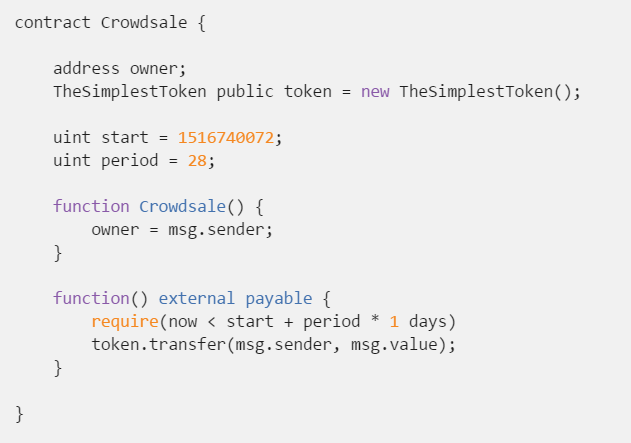 contract Crowdsale {
address owner;
TheSimplestToken public token = new TheSimplestToken();
uint start = 1516740072;
uint period = 28;
function Crowdsale() {
owner = msg.sender;
}
function() external payable {
require(now < start + period * 1 days)
token.transfer(msg.sender, msg.value);
}
}